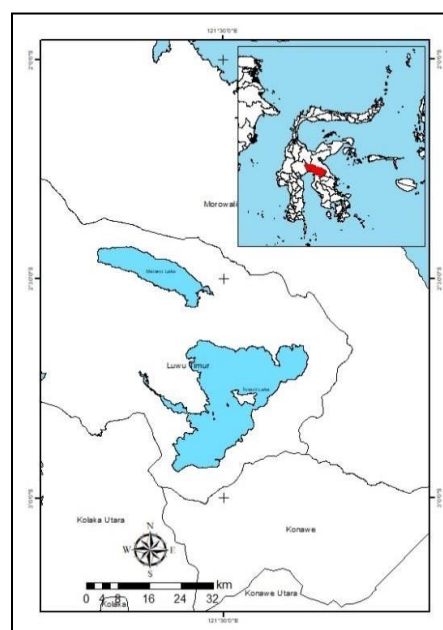 121°30'0"E
Morowali
Matano Lake
Luwu Timur
Towuti Lake
Kolaka Utara
Konawe
N
W E
S
km
0 4 8 16 24 32
Kolaka
Konawe Utara
121°30'0"E